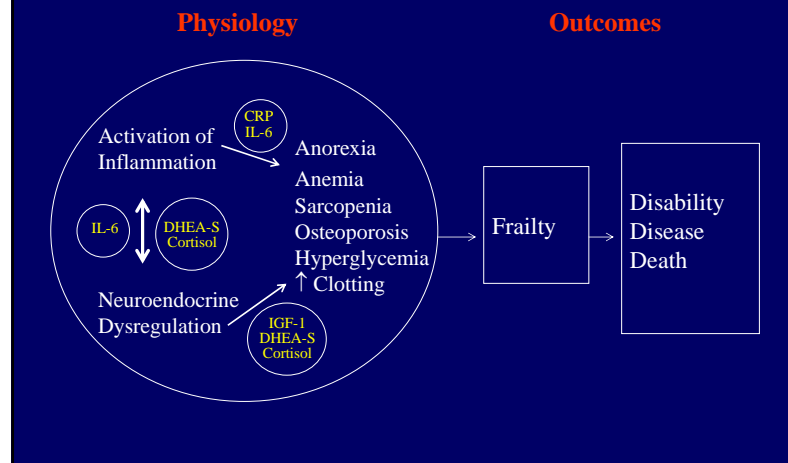 Physiology
Outcomes
CRP
IL-6
Activation of
Inflammation
Anorexia
Anemia
Sarcopenia
Osteoporosis
Hyperglycemia
↑ Clotting
IL-6
DHEA-S
Cortisol
Neuroendocrine
Dysregulation
IGF-1
DHEA-S
Cortisol
Frailty
Disability
Disease
Death